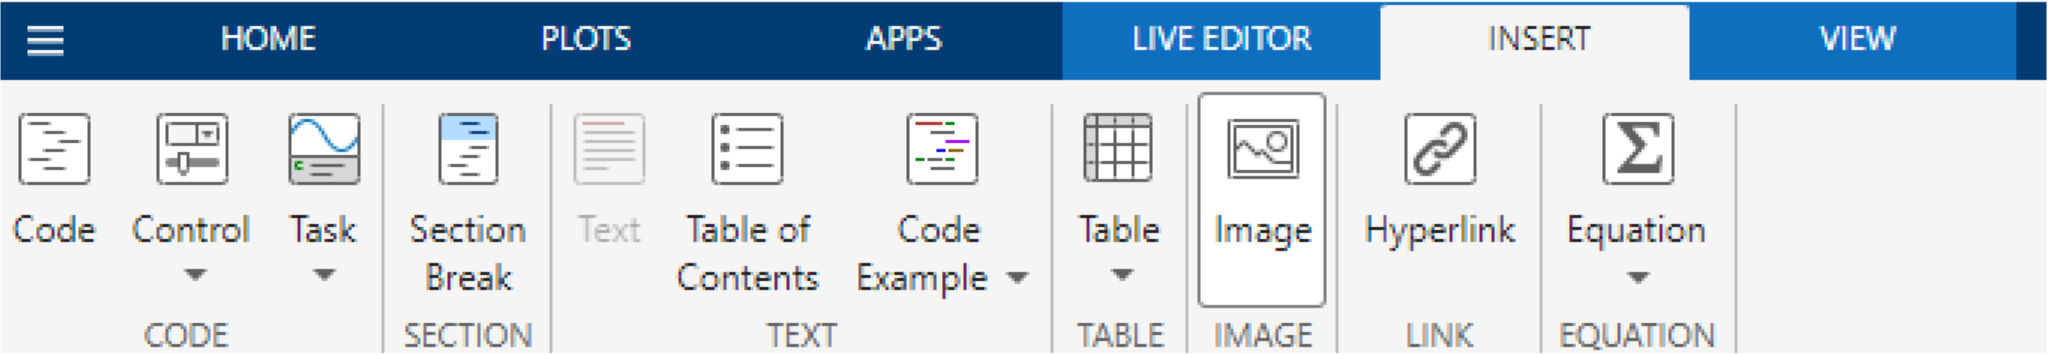 HOME PLOTS APPS LIVE EDITOR INSERT VIEW
Code Control Task Section Text Table of Code Table Image Hyperlink Equation
Break Contents Example
CODE SECTION TEXT TABLE IMAGE LINK EQUATION